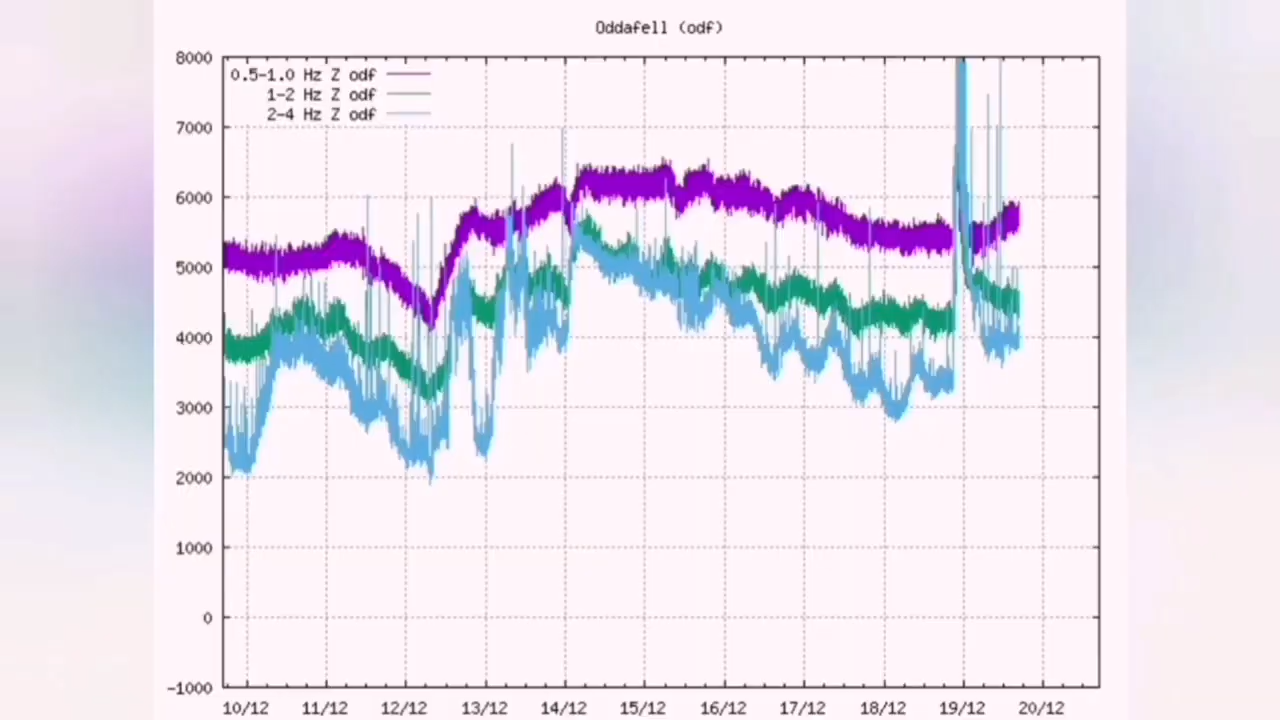 Oddafell (odf)
8000
0.5-1.0 Hz Z odf
1-2 Hz Z odf
2-4 Hz Z odf
7000
6000
5000
4000
3000
2000
1000
0
-1000
10/12 11/12 12/12 13/12 14/12 15/12 16/12 17/12 18/12 19/12 20/12